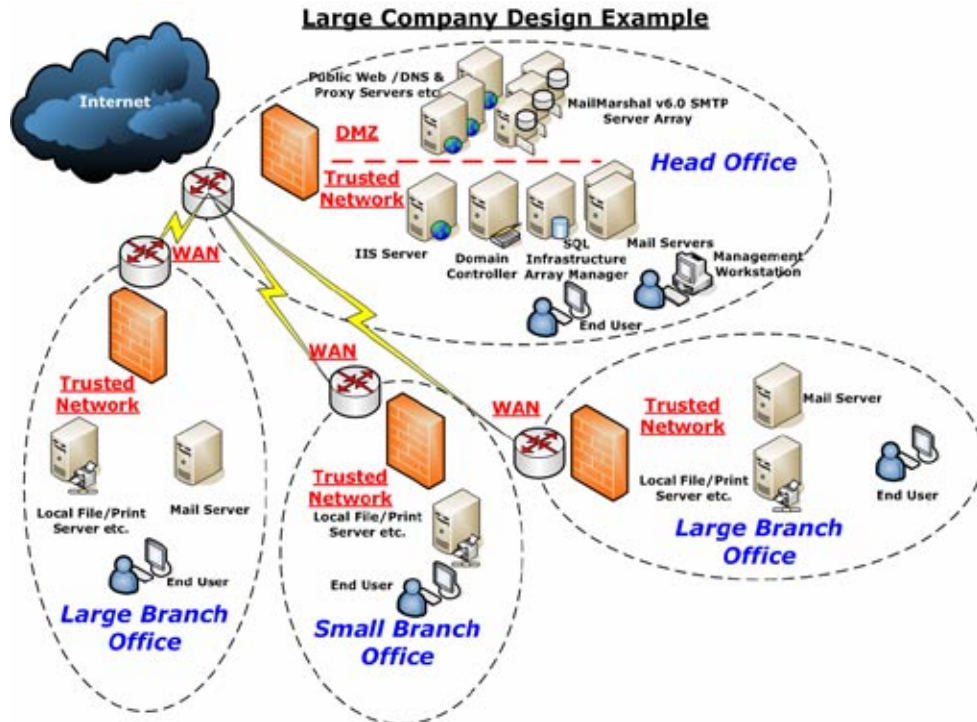 Large Company Design Example
Internet
Public Web /DNS &
Proxy Servers etc
MailMarshal v6.0 SMTP
Server Array
DMZ
Head Office
Trusted
Network
IIS Server
Domain
Controller
SQL
Infrastructure
Array Manager
Mail Servers
Management
Workstation
End User
WAN
Trusted
Network
Local File/Print
Server etc.
Mail Server
End User
Large Branch
Office
WAN
Trusted
Network
Local File/Print
Server etc.
End User
Small Branch
Office
WAN
Trusted
Network
Mail Server
Local File/Print
Server etc.
End User
Large Branch
Office